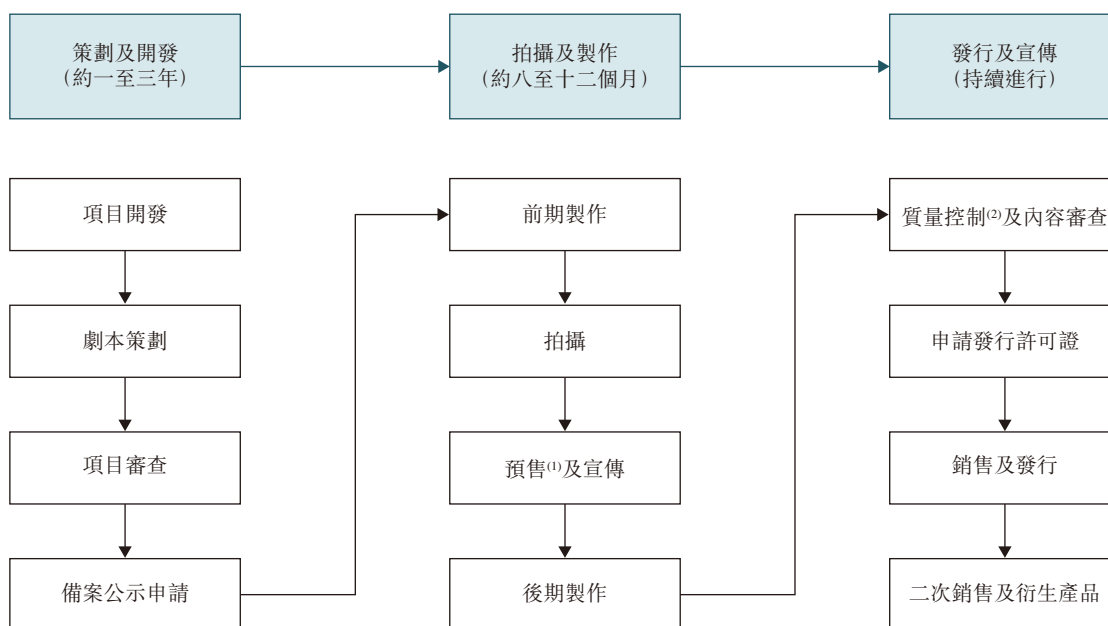 策劃及開發
(約一至三年)
拍攝及製作
(約八至十二個月)
發行及宣傳
(持續進行)
項目開發
劇本策劃
項目審查
備案公示申請
前期製作
拍攝
預售(1)及宣傳
後期製作
質量控制(2)及內容審查
申請發行許可證
銷售及發行
二次銷售及衍生產品